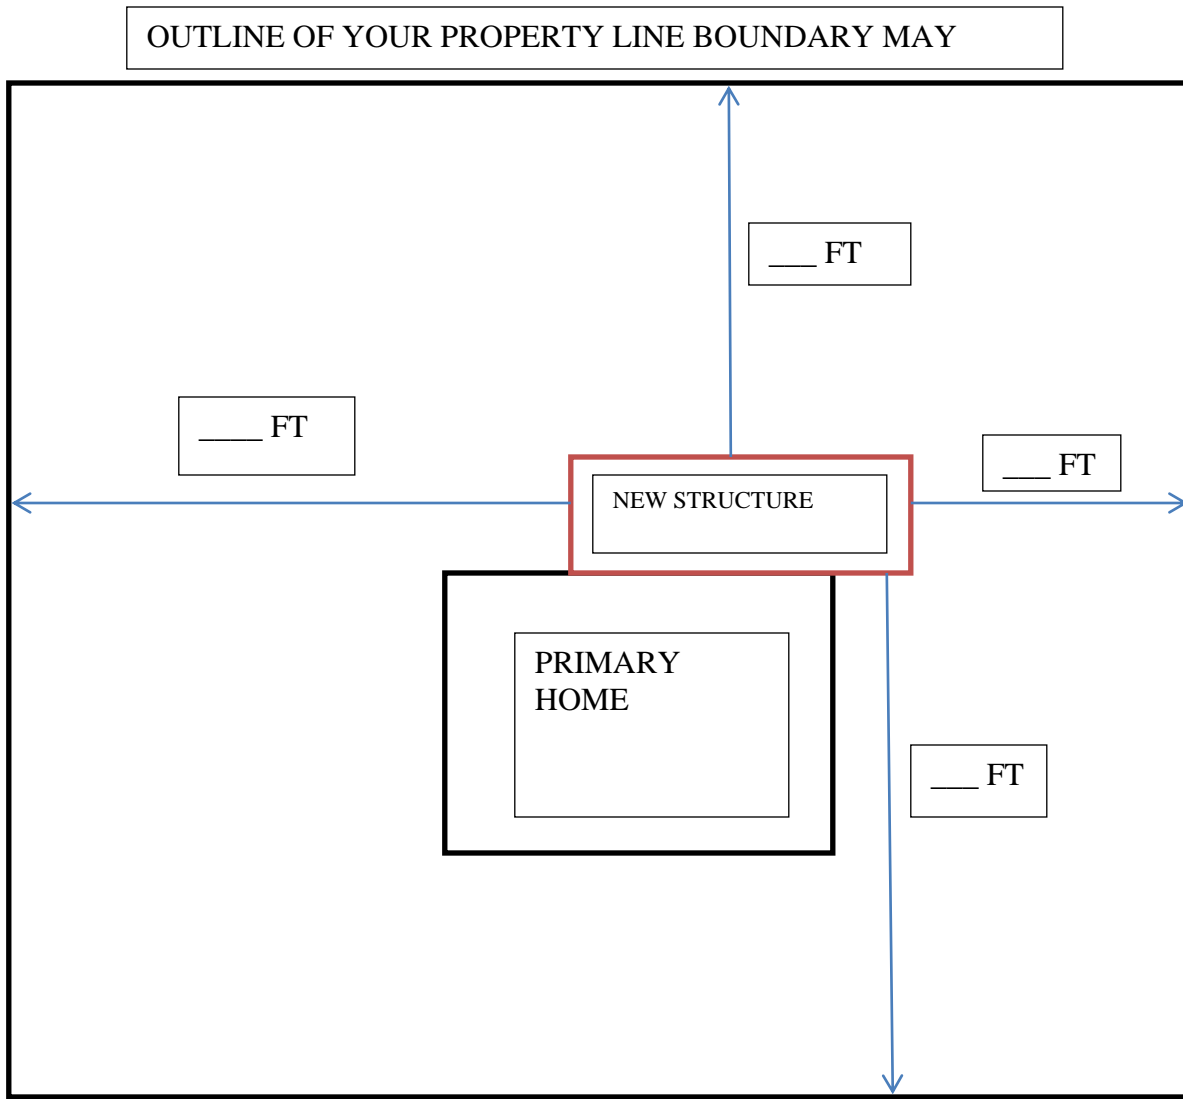 OUTLINE OF YOUR PROPERTY LINE BOUNDARY MAY
___ FT
____ FT
___ FT
NEW STRUCTURE
PRIMARY
HOME
___ FT